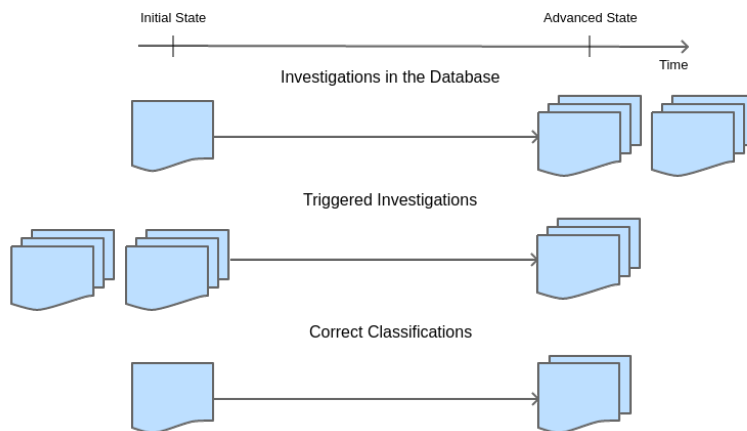 Initial State
Advanced State
Time
Investigations in the Database
Triggered Investigations
Correct Classifications